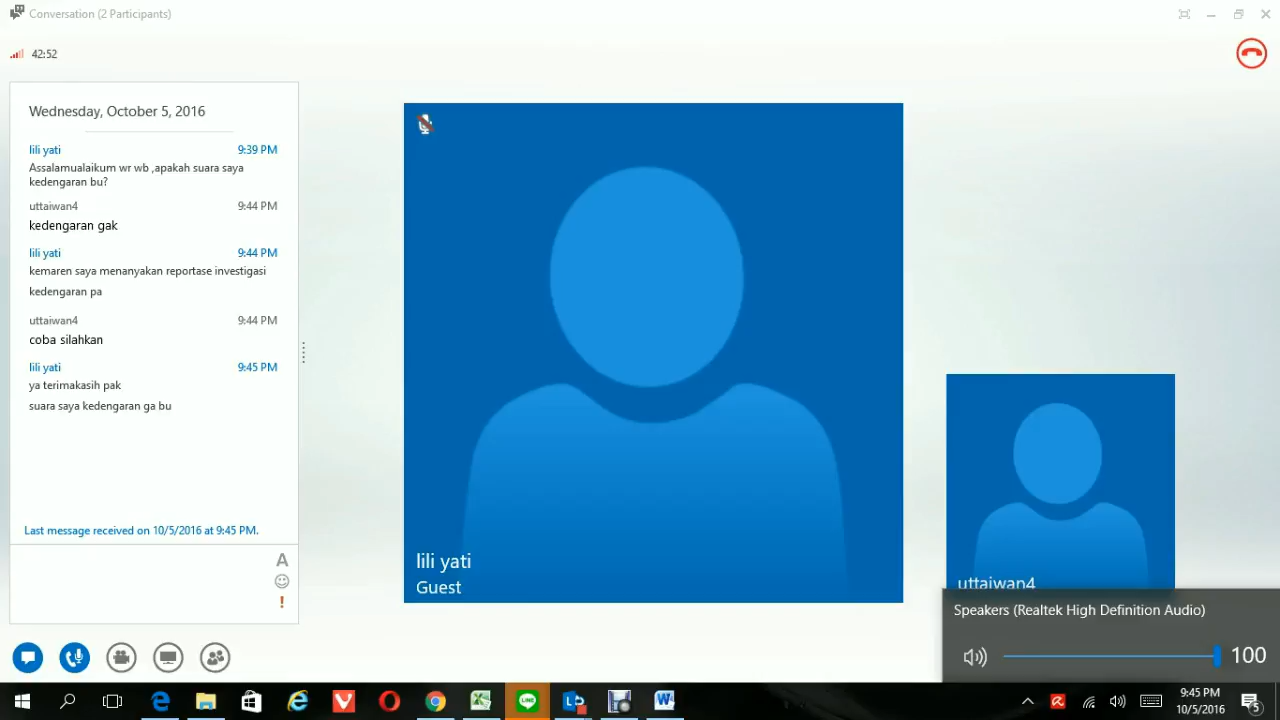 Conversation (2 Participants)
42:52
Wednesday, October 5, 2016
lili yati 9:39 PM
Assalamualaikum wr wb ,apakah suara saya
kedengaran bu?
uttaiwan4 9:44 PM
kedengaran gak
lili yati 9:44 PM
kemaren saya menanyakan reportase investigasi
kedengaran pa
uttaiwan4 9:44 PM
coba silahkan
lili yati 9:45 PM
ya terimakasih pak
suara saya kedengaran ga bu
Last message received on 10/5/2016 at 9:45 PM.
A
!
lili yati
Guest
uttaiwan4
Speakers (Realtek High Definition Audio)
100
LINE
9:45 PM
10/5/2016
5